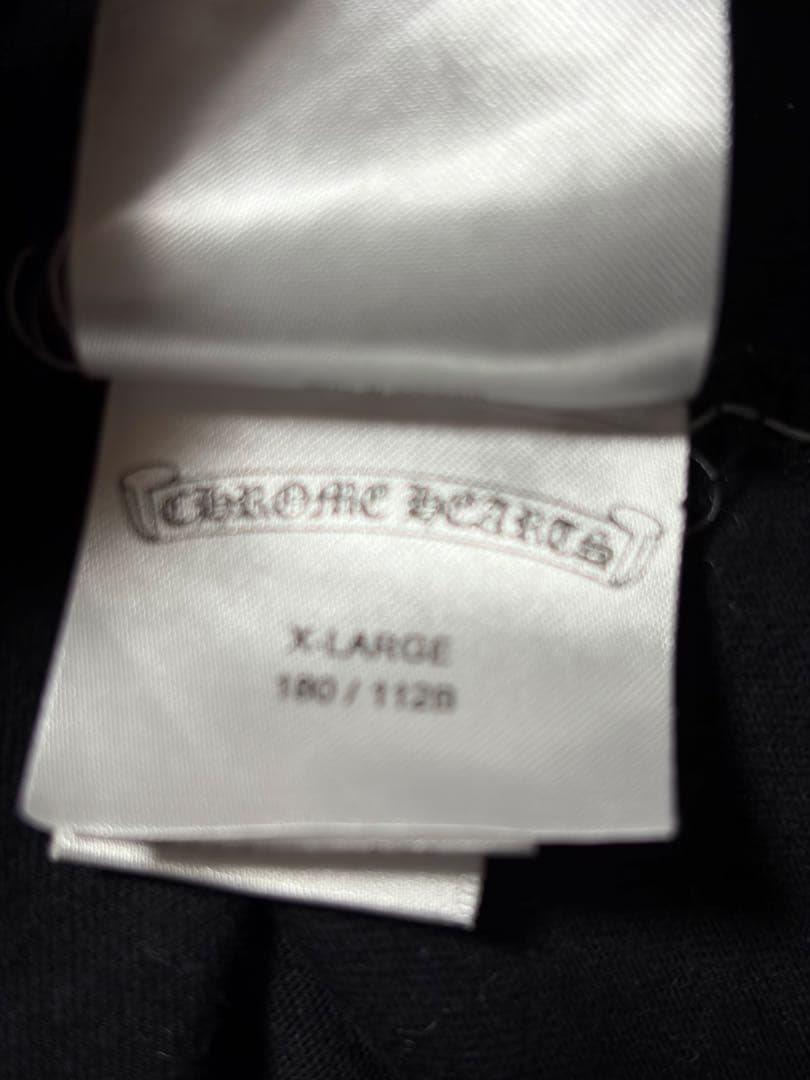 CHROME HEARTS
X-LARGE
180 / 112B